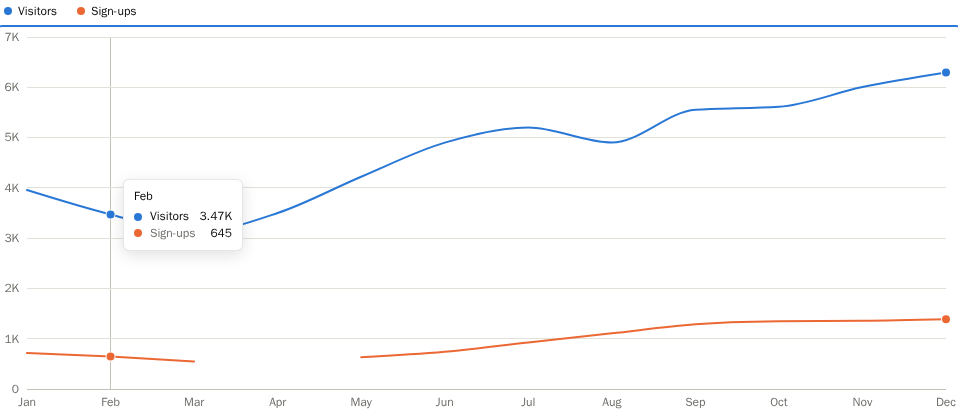 Visitors Sign-ups
7K
6K
5K
4K
Feb
Visitors 3.47K
Sign-ups 645
3K
2K
1K
0
Jan Feb Mar Apr May Jun Jul Aug Sep Oct Nov Dec